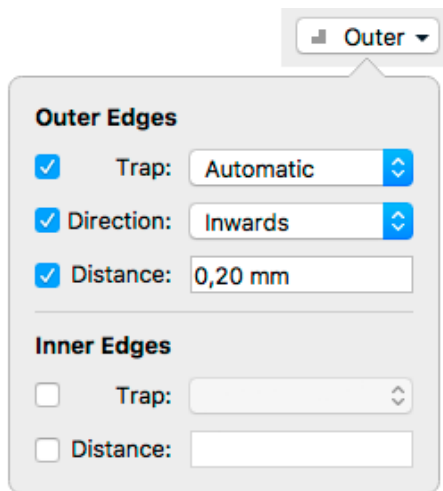 Outer
Outer Edges
Trap: Automatic
Direction: Inwards
Distance: 0,20 mm
Inner Edges
Trap:
Distance: